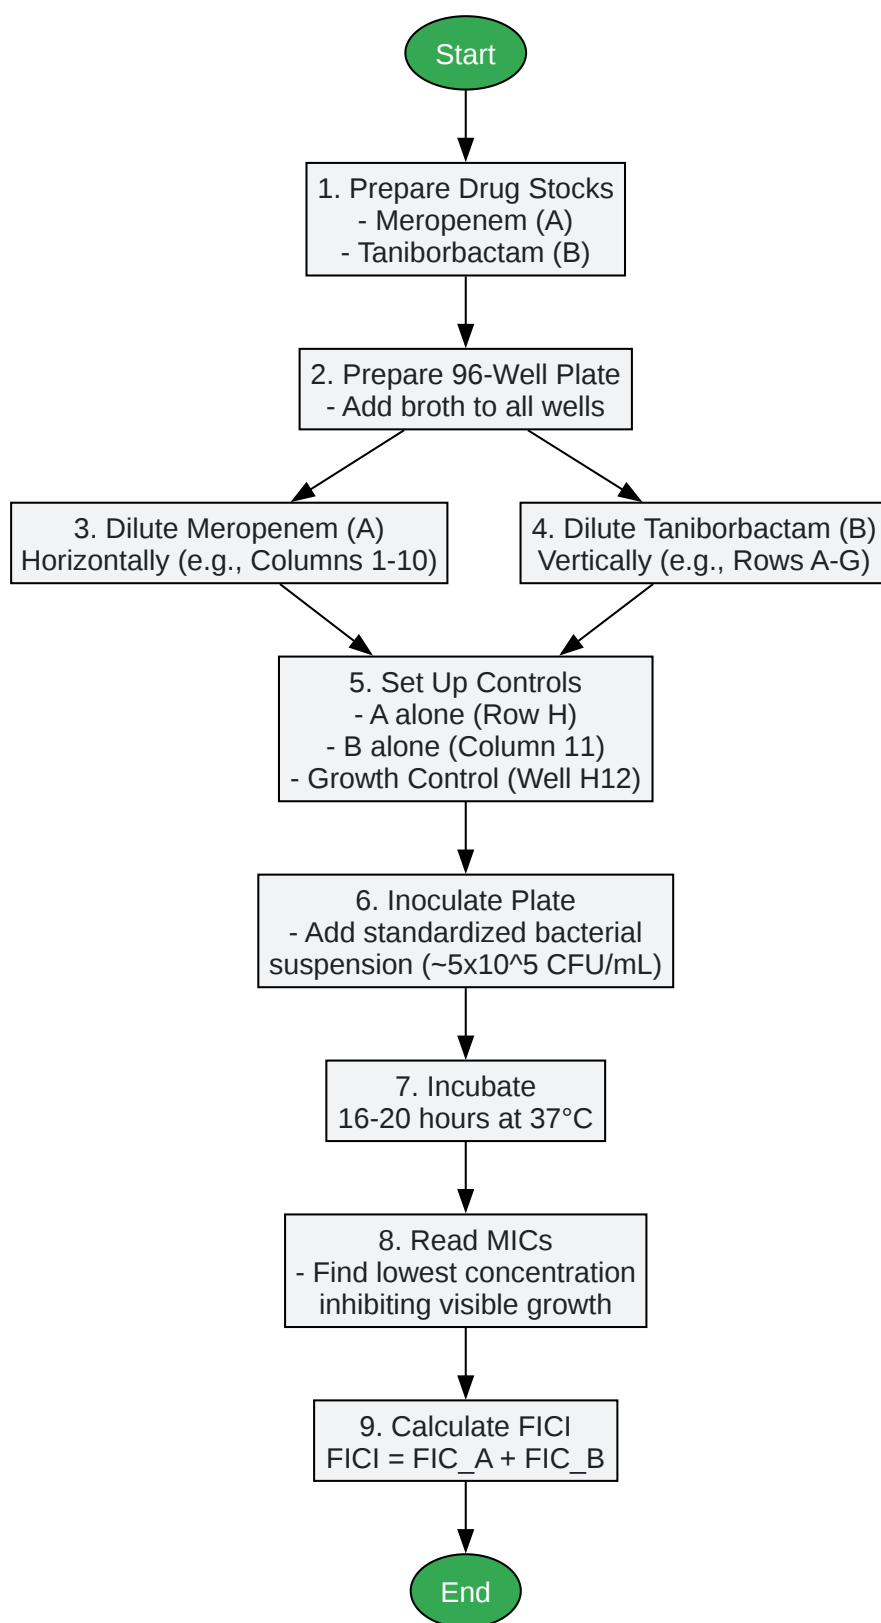 Start
1. Prepare Drug Stocks
- Meropenem (A)
- Taniborbactam (B)
2. Prepare 96-Well Plate
- Add broth to all wells
3. Dilute Meropenem (A)
Horizontally (e.g., Columns 1-10)
4. Dilute Taniborbactam (B)
Vertically (e.g., Rows A-G)
5. Set Up Controls
- A alone (Row H)
- B alone (Column 11)
- Growth Control (Well H12)
6. Inoculate Plate
- Add standardized bacterial
suspension (~5x10^5 CFU/mL)
7. Incubate
16-20 hours at 37°C
8. Read MICs
- Find lowest concentration
inhibiting visible growth
9. Calculate FICI
FICI = FIC_A + FIC_B
End